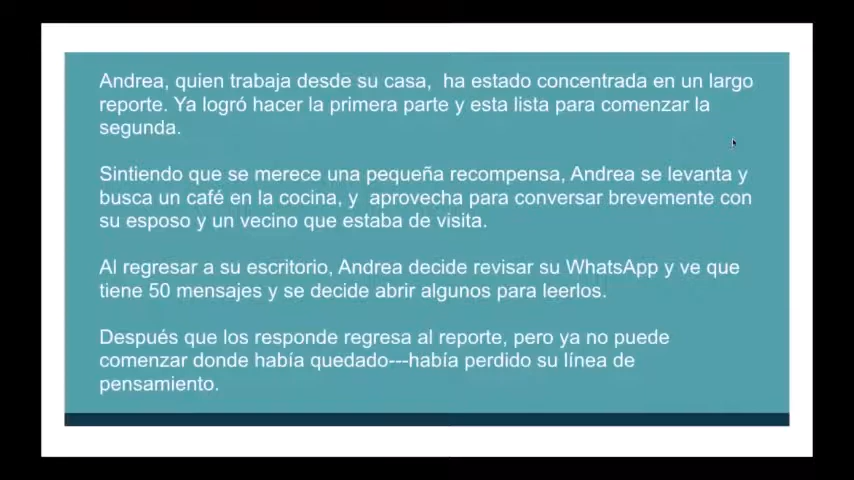 Andrea, quien trabaja desde su casa,  ha estado concentrada en un largo
reporte. Ya logró hacer la primera parte y esta lista para comenzar la
segunda.
Sintiendo que se merece una pequeña recompensa, Andrea se levanta y
busca un café en la cocina, y  aprovecha para conversar brevemente con
su esposo y un vecino que estaba de visita.
Al regresar a su escritorio, Andrea decide revisar su WhatsApp y ve que
tiene 50 mensajes y se decide abrir algunos para leerlos.
Después que los responde regresa al reporte, pero ya no puede
comenzar donde había quedado---había perdido su línea de
pensamiento.